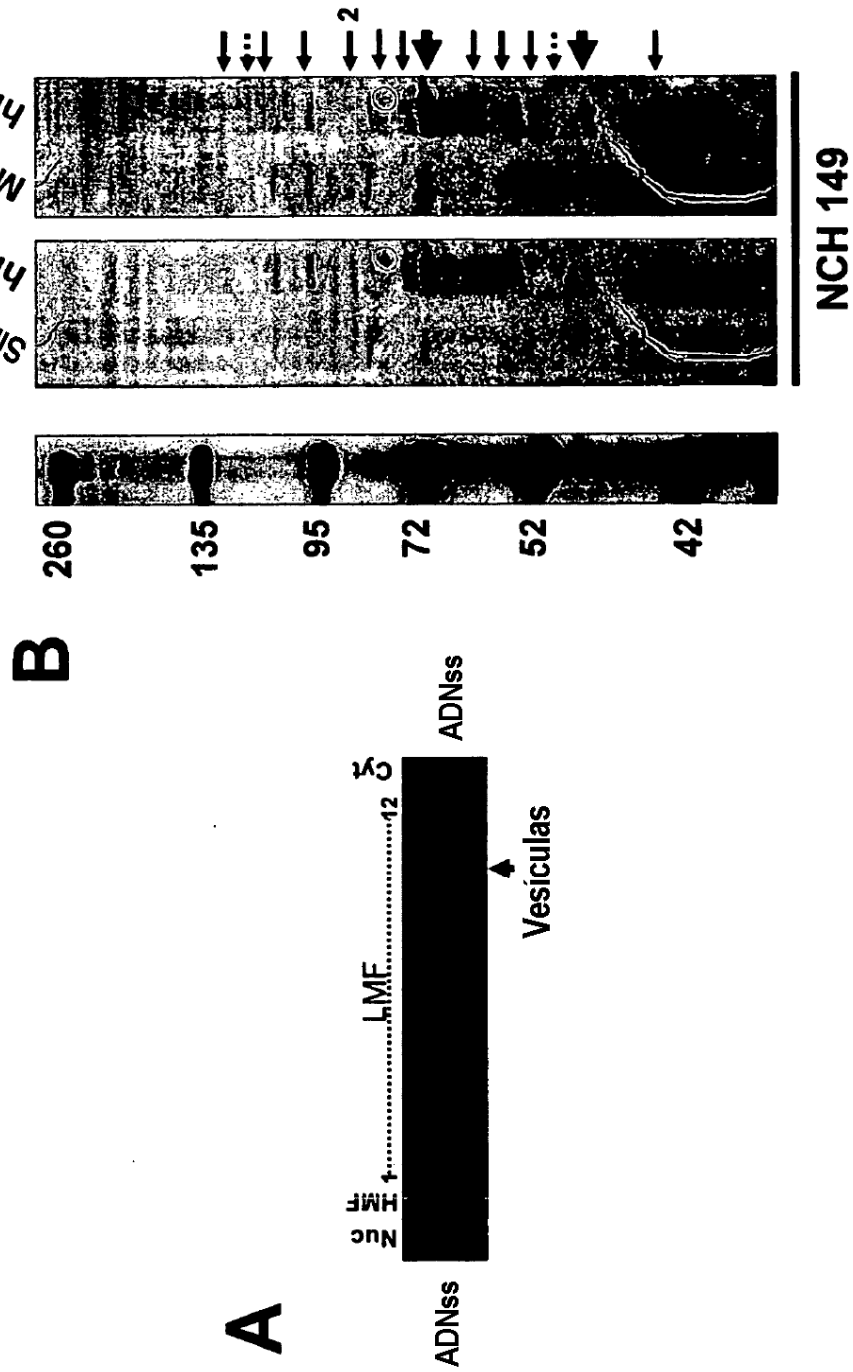 A
Nuc HMF 1 LMF 12 Cyt
ADNss
ADNss
Vesículas
B
260
135
95
72
52
42
2
NCH 149